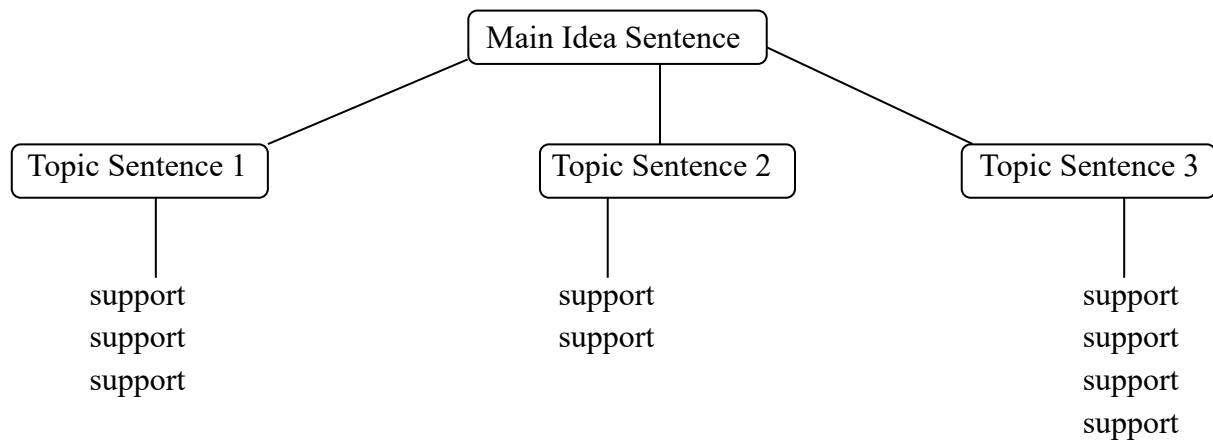 Main Idea Sentence
Topic Sentence 1
Topic Sentence 2
Topic Sentence 3
support
support
support
support
support
support
support
support
support